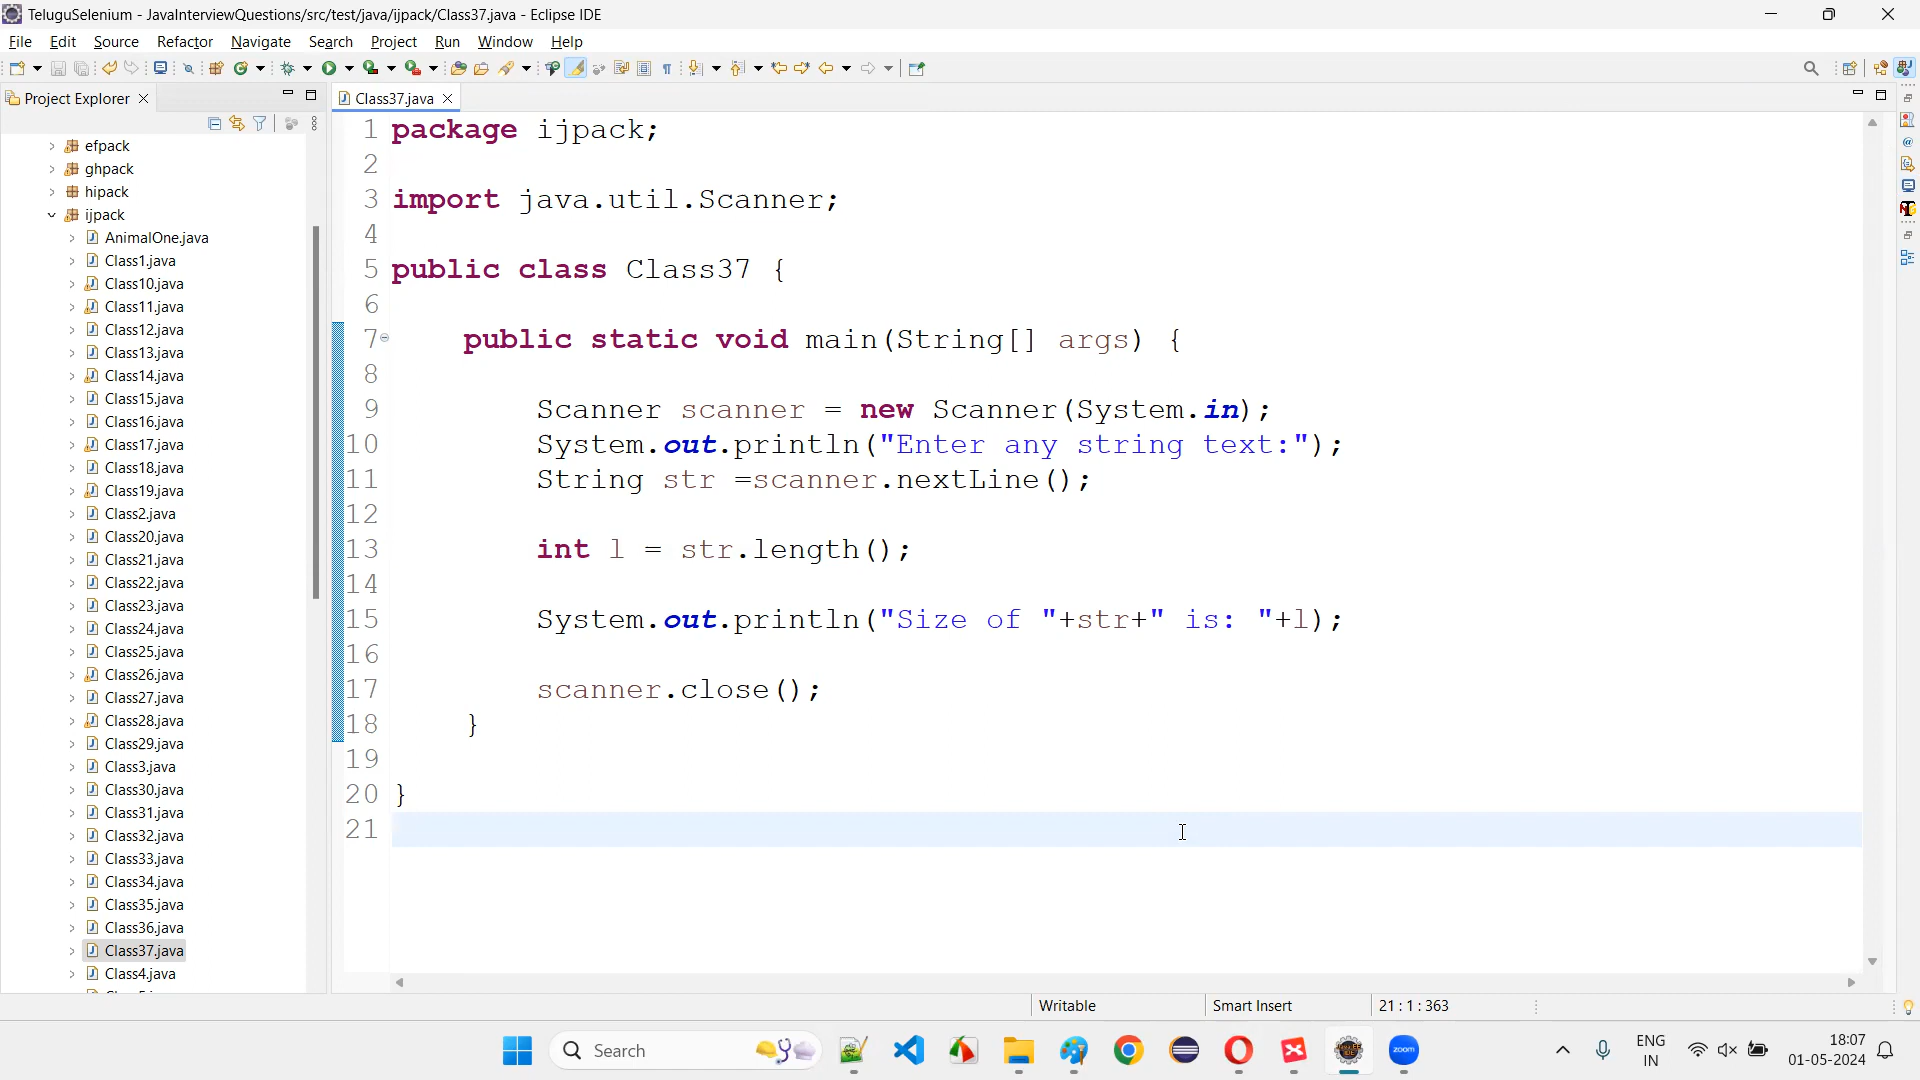 TeluguSelenium - JavaInterviewQuestions/src/test/java/ijpack/Class37.java - Eclipse IDE
File Edit Source Refactor Navigate Search Project Run Window Help
Project Explorer
Class37.java
efpack
ghpack
hipack
ijpack
AnimalOne.java
Class1.java
Class10.java
Class11.java
Class12.java
Class13.java
Class14.java
Class15.java
Class16.java
Class17.java
Class18.java
Class19.java
Class2.java
Class20.java
Class21.java
Class22.java
Class23.java
Class24.java
Class25.java
Class26.java
Class27.java
Class28.java
Class29.java
Class3.java
Class30.java
Class31.java
Class32.java
Class33.java
Class34.java
Class35.java
Class36.java
Class37.java
Class4.java
1 package ijpack;
2
3 import java.util.Scanner;
4
5 public class Class37 {
6
7 public static void main(String[] args) {
8
9 Scanner scanner = new Scanner(System.in);
10 System.out.println("Enter any string text:");
11 String str =scanner.nextLine();
12
13 int l = str.length();
14
15 System.out.println("Size of "+str+" is: "+l);
16
17 scanner.close();
18 }
19
20 }
21
Writable Smart Insert 21 : 1 : 363
Search
zoom
ENG
IN
18:07
01-05-2024